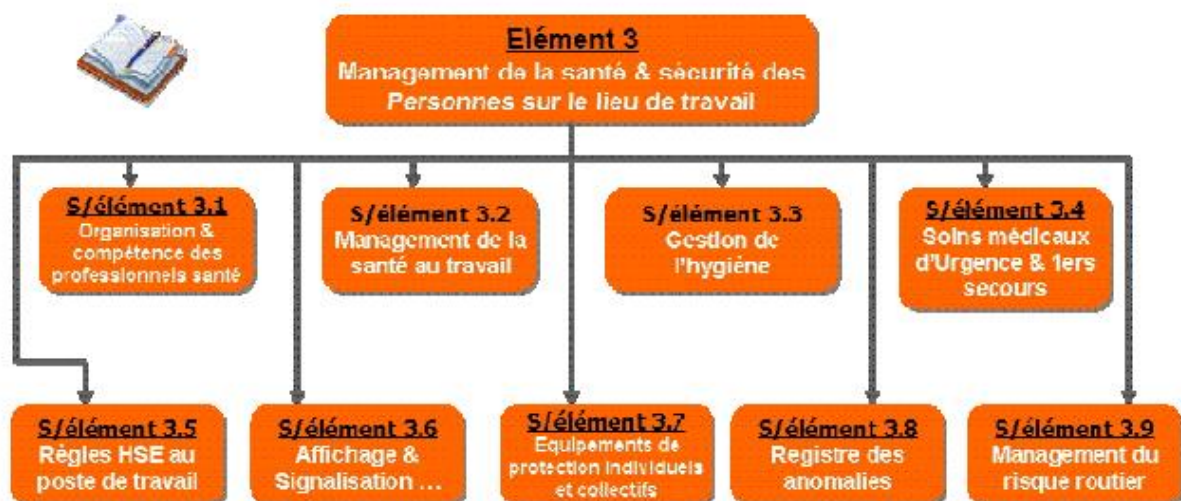 Elément 3
Management de la santé & sécurité des
Personnes sur le lieu de travail
S/élément 3.1
Organisation &
compétence des
professionnels santé
S/élément 3.2
Management de la
santé au travail
S/élément 3.3
Gestion de
l'hygiène
S/élément 3.4
Soins médicaux
d'Urgence & 1ers
secours
S/élément 3.5
Règles HSE au
poste de travail
S/élément 3.6
Affichage &
Signalisation ...
S/élément 3.7
Equipements de
protection individuels
et collectifs
S/élément 3.8
Registre des
anomalies
S/élément 3.9
Management du
risque routier